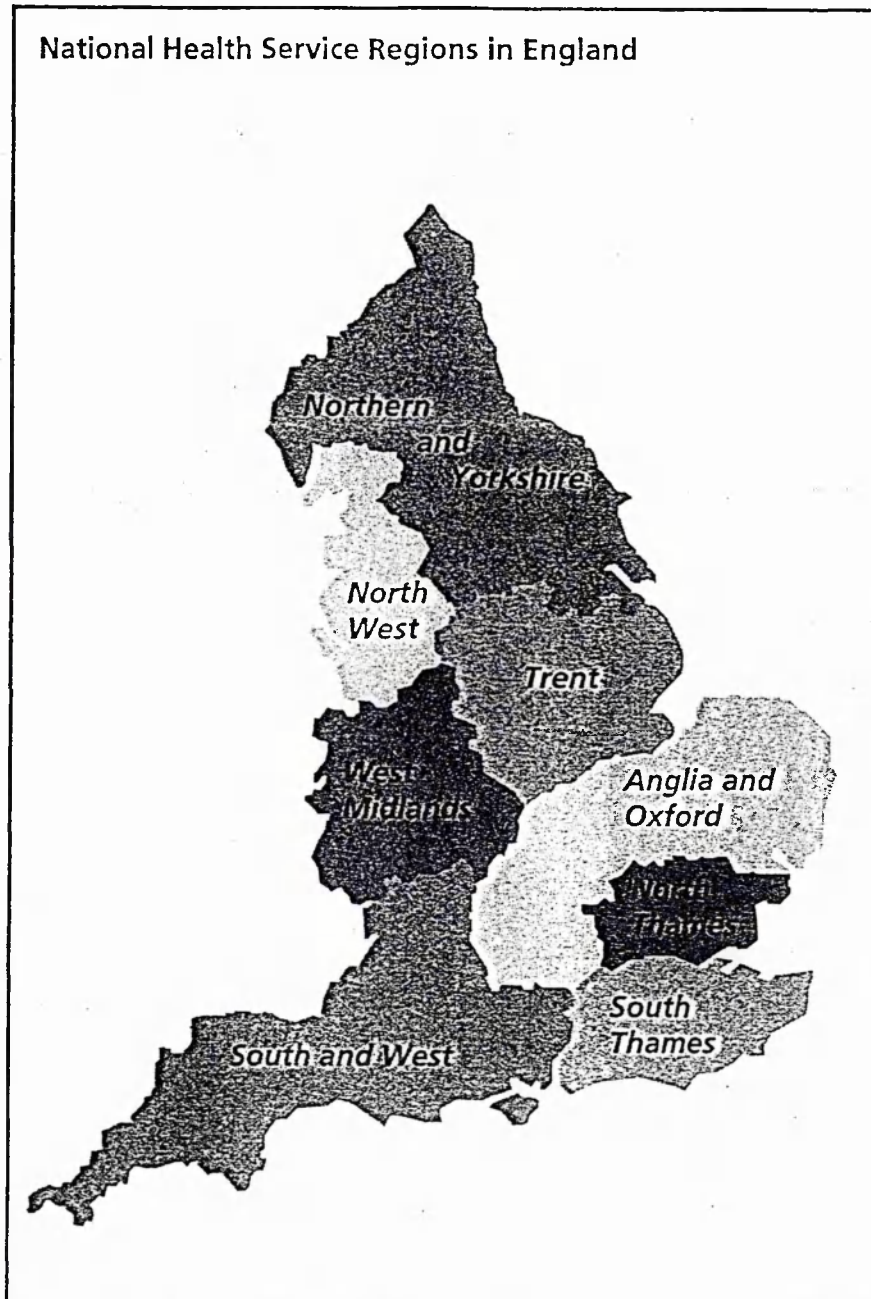 National Health Service Regions in England
Northern
and
Yorkshire
North
West
Trent
West
Midlands
Anglia and
Oxford
North
Thames
South
Thames
South and West